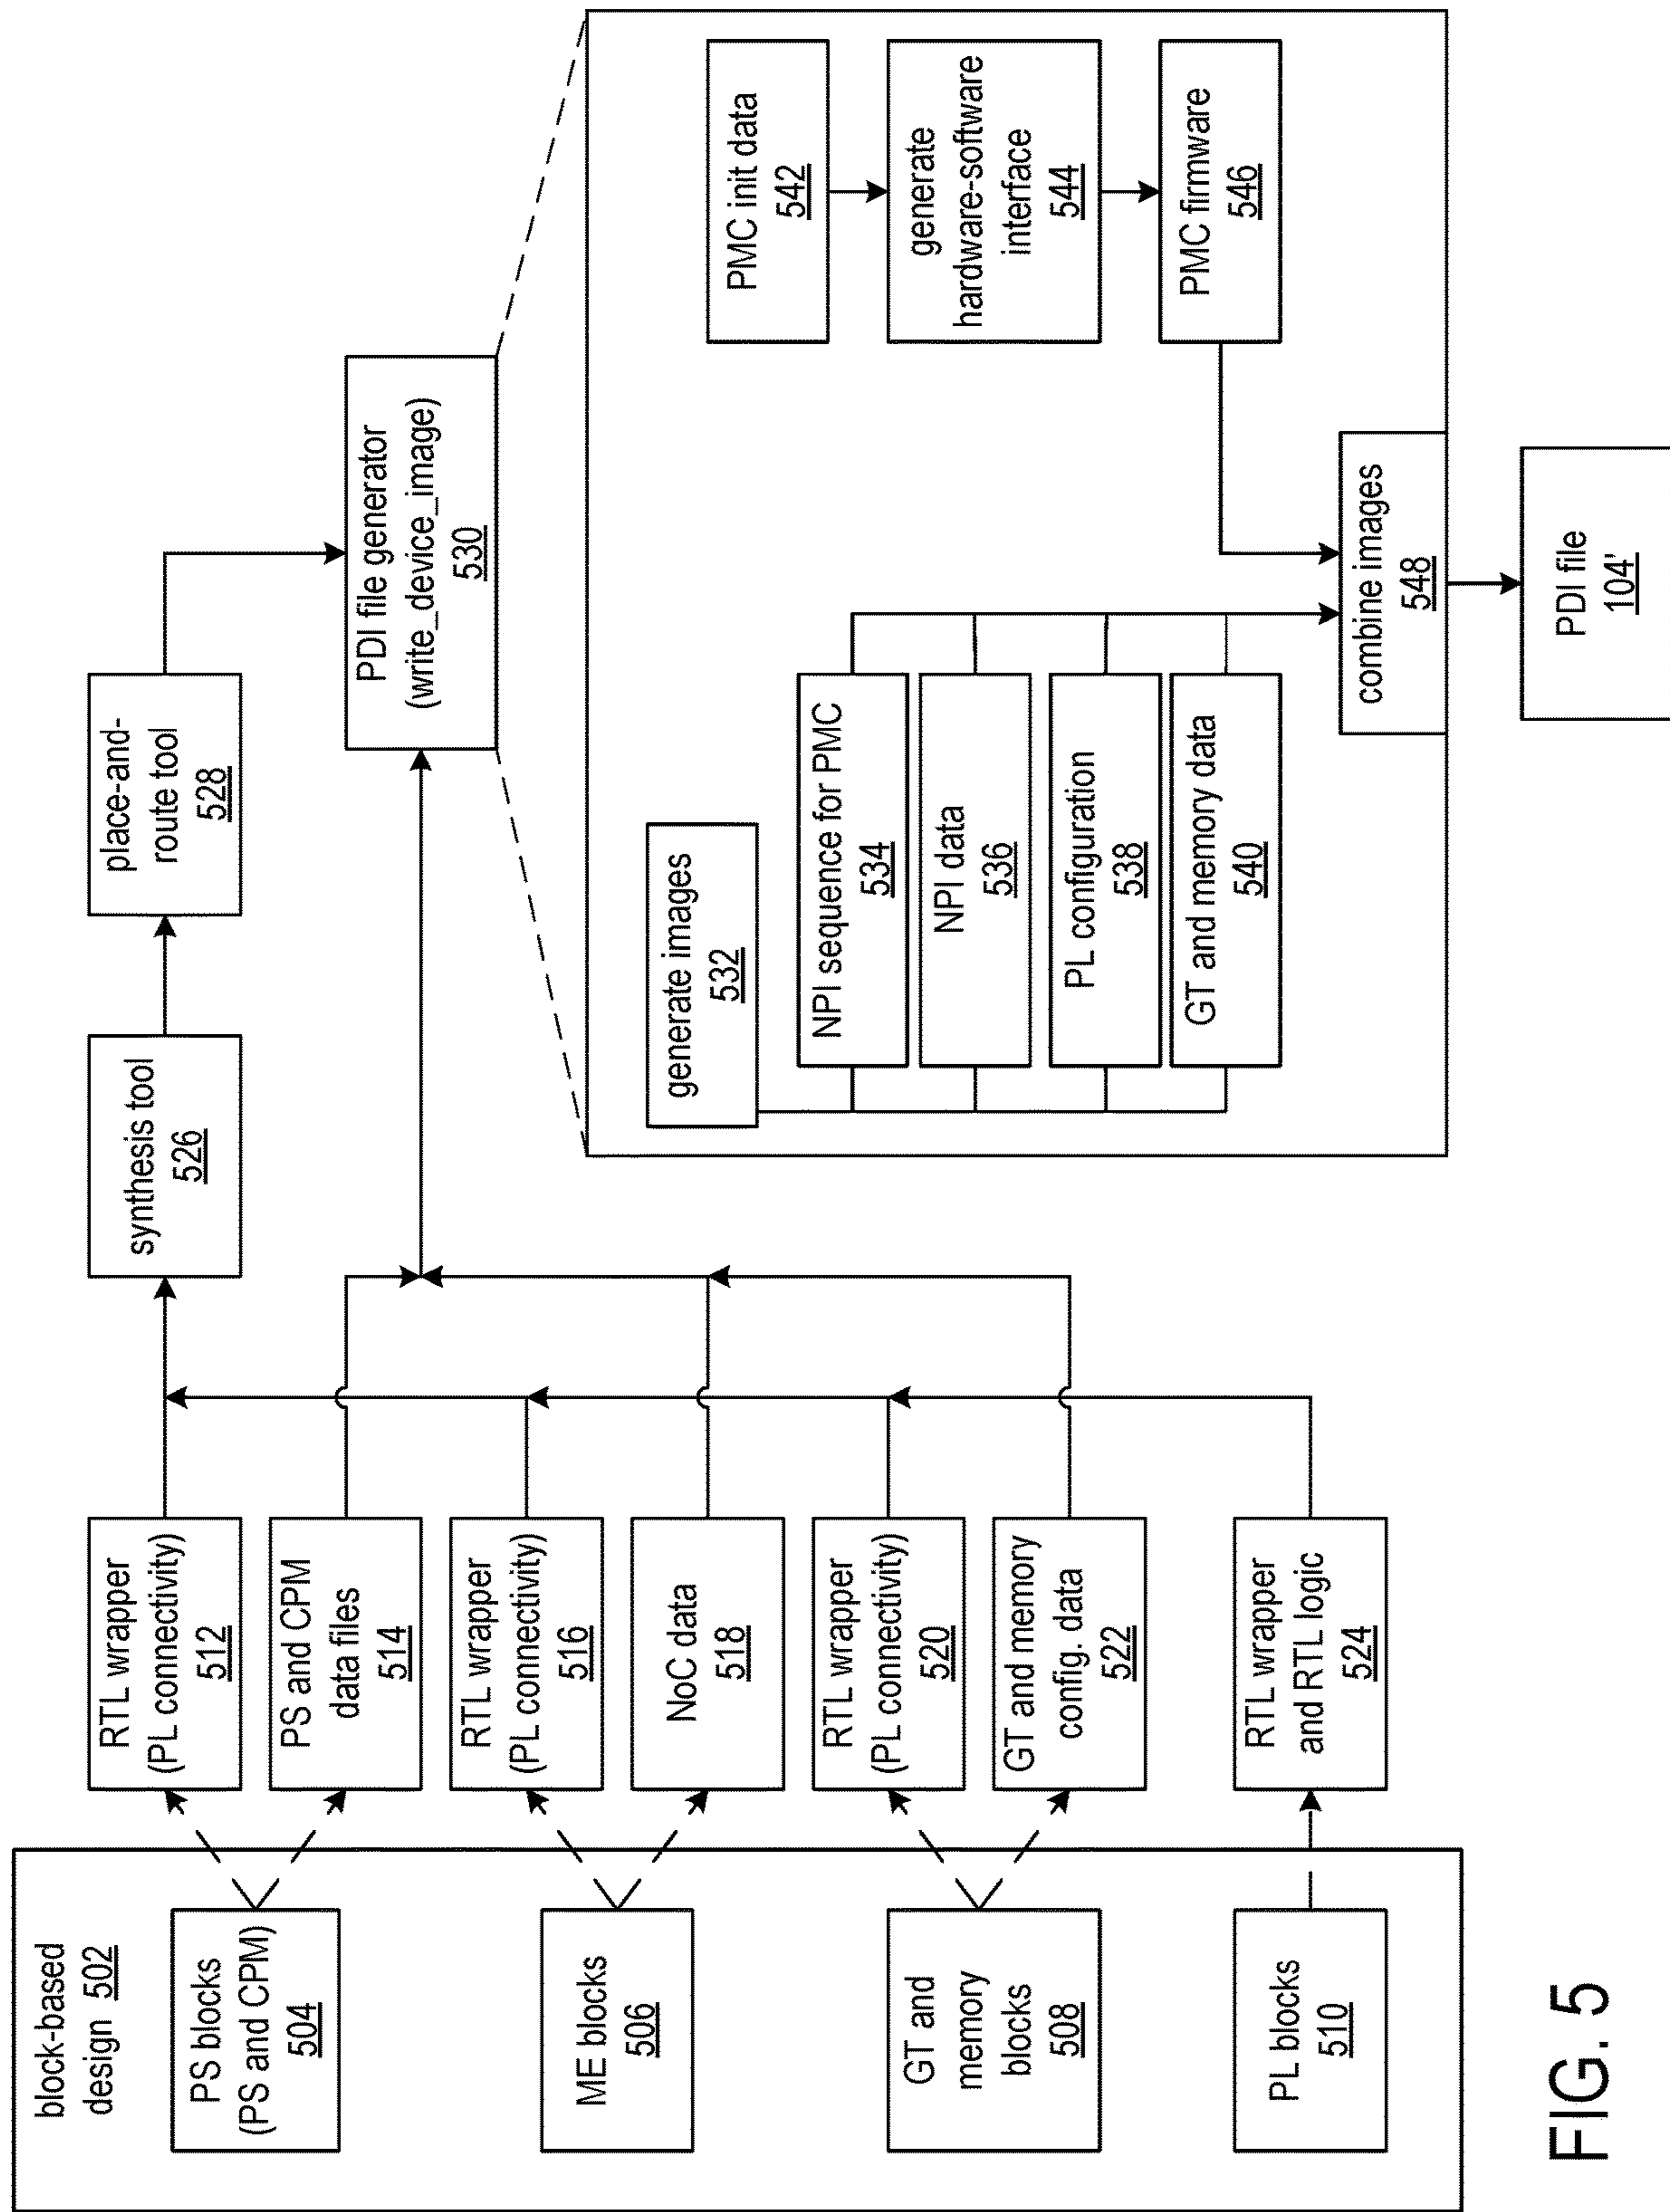 block-based
design 502
PS blocks
(PS and CPM)
504
ME blocks
506
GT and
memory
blocks
508
PL blocks
510
RTL wrapper
(PL connectivity)
512
PS and CPM
data files
514
RTL wrapper
(PL connectivity)
516
NoC data
518
RTL wrapper
(PL connectivity)
520
GT and memory
config. data
522
RTL wrapper
and RTL logic
524
synthesis tool
526
place-and-
route tool
528
PDI file generator
(write_device_image)
530
generate images
532
NPI sequence for PMC
534
NPI data
536
PL configuration
538
GT and memory data
540
PMC init data
542
generate
hardware-software
interface
544
PMC firmware
546
combine images
548
PDI file
104'
FIG. 5